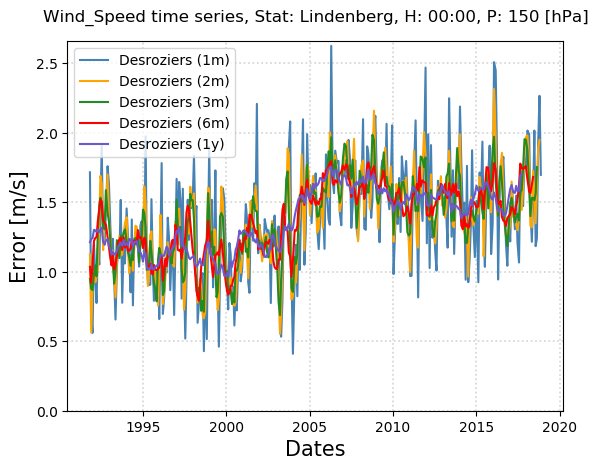 Wind_Speed time series, Stat: Lindenberg, H: 00:00, P: 150 [hPa]
Desroziers (1m)
Desroziers (2m)
Desroziers (3m)
Desroziers (6m)
Desroziers (1y)
Error [m/s]
2.5
2.0
1.5
1.0
0.5
0.0
1995 2000 2005 2010 2015 2020
Dates